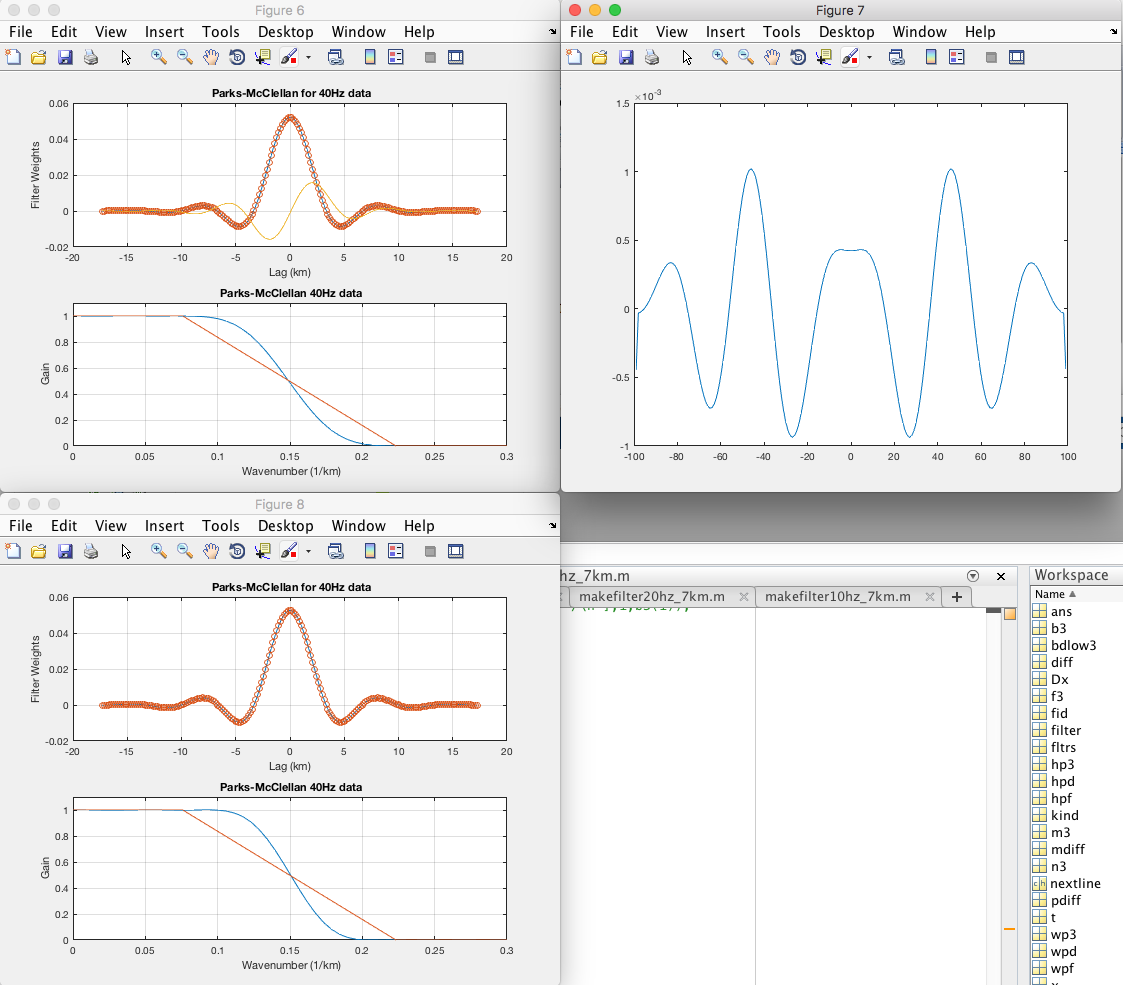 Figure 6
File Edit View Insert Tools Desktop Window Help
Parks-McClellan for 40Hz data
Filter Weights
0.06
0.04
0.02
0
-0.02
-20 -15 -10 -5 0 5 10 15 20
Lag (km)
Parks-McClellan 40Hz data
Gain
1
0.8
0.6
0.4
0.2
0
0 0.05 0.1 0.15 0.2 0.25 0.3
Wavenumber (1/km)
Figure 7
File Edit View Insert Tools Desktop Window Help
×10-3
1.5
1
0.5
0
-0.5
-1
-100 -80 -60 -40 -20 0 20 40 60 80 100
Figure 8
File Edit View Insert Tools Desktop Window Help
Parks-McClellan for 40Hz data
Filter Weights
0.06
0.04
0.02
0
-0.02
-20 -15 -10 -5 0 5 10 15 20
Lag (km)
Parks-McClellan 40Hz data
Gain
1
0.8
0.6
0.4
0.2
0
0 0.05 0.1 0.15 0.2 0.25 0.3
Wavenumber (1/km)
hz_7km.m
makefilter20hz_7km.m makefilter10hz_7km.m
Workspace
Name
ans
b3
bdlow3
diff
Dx
f3
fid
filter
fltrs
hp3
hpd
hpf
kind
m3
mdiff
n3
nextline
pdiff
t
wp3
wpd
wpf